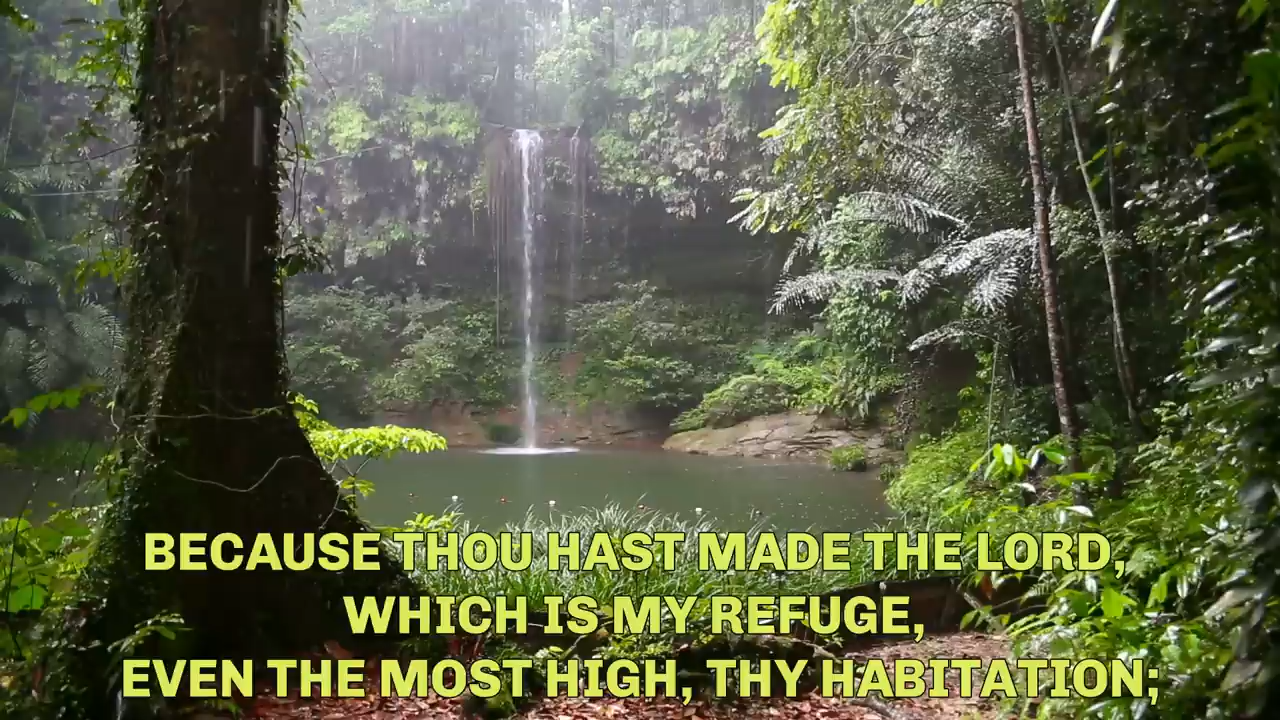 BECAUSE THOU HAST MADE THE LORD,
WHICH IS MY REFUGE,
EVEN THE MOST HIGH, THY HABITATION;